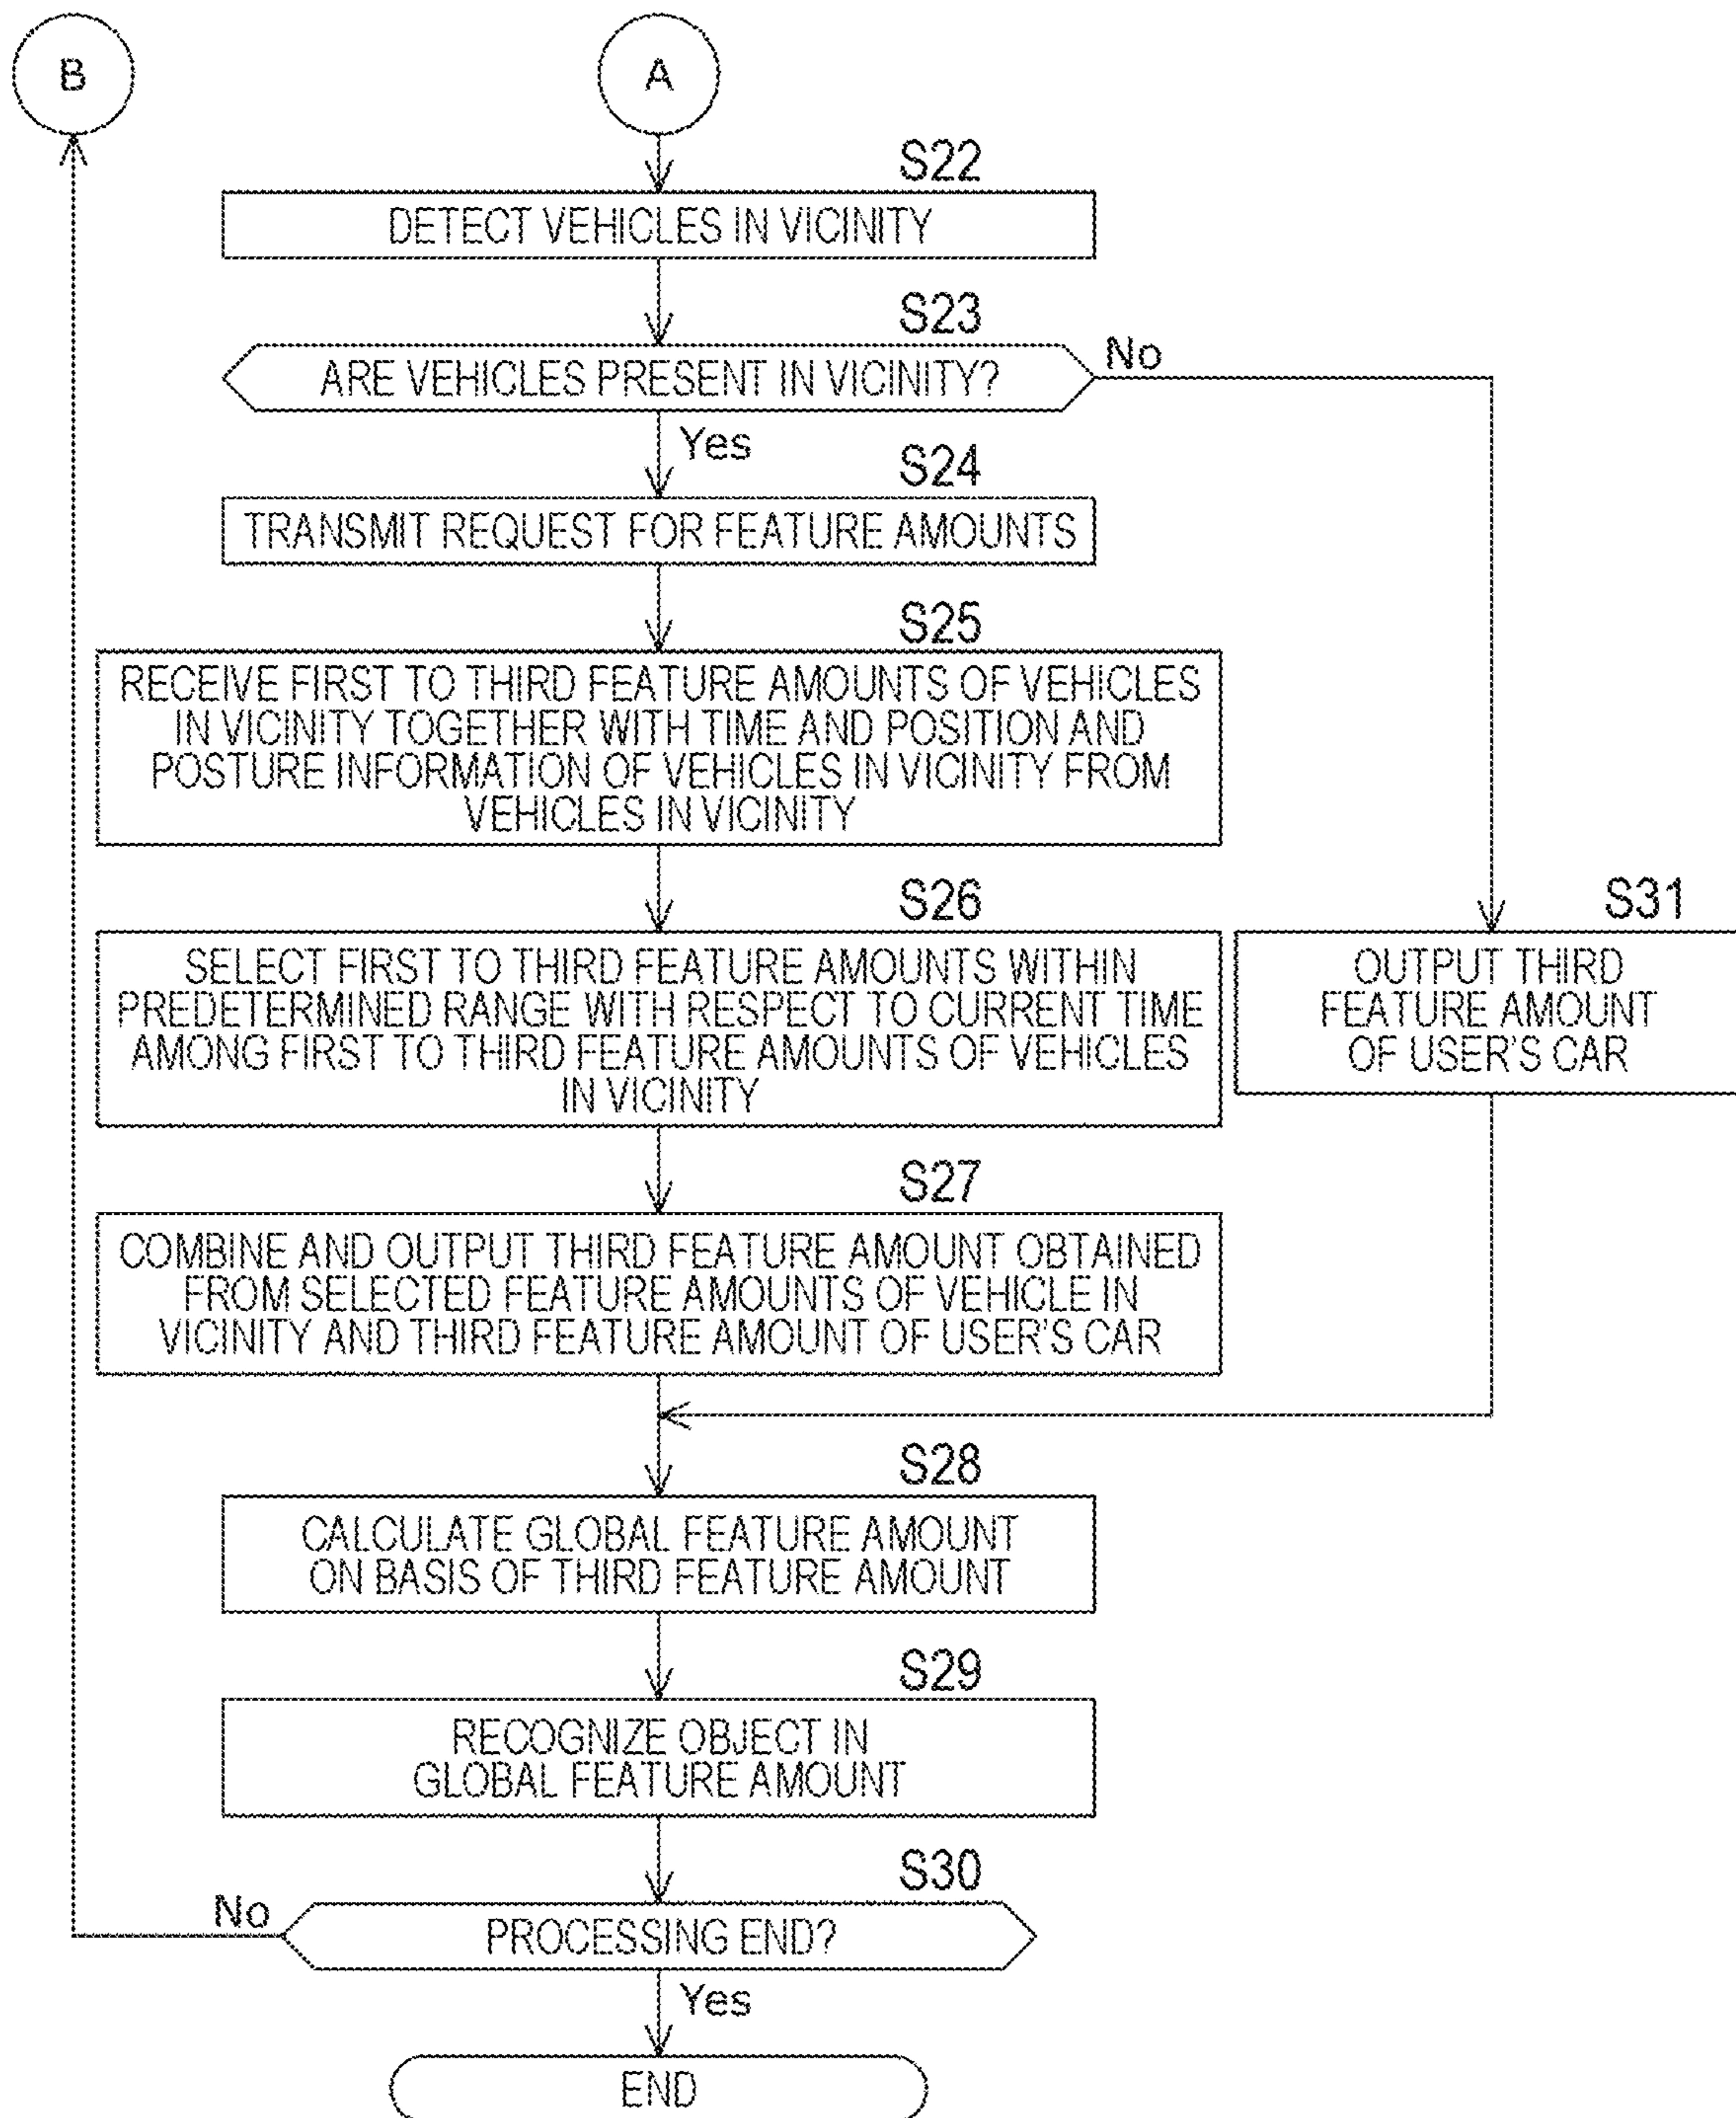 B
A
S22
DETECT VEHICLES IN VICINITY
S23
ARE VEHICLES PRESENT IN VICINITY?
No
Yes
S24
TRANSMIT REQUEST FOR FEATURE AMOUNTS
S25
RECEIVE FIRST TO THIRD FEATURE AMOUNTS OF VEHICLES
IN VICINITY TOGETHER WITH TIME AND POSITION AND
POSTURE INFORMATION OF VEHICLES IN VICINITY FROM
VEHICLES IN VICINITY
S26
SELECT FIRST TO THIRD FEATURE AMOUNTS WITHIN
PREDETERMINED RANGE WITH RESPECT TO CURRENT TIME
AMONG FIRST TO THIRD FEATURE AMOUNTS OF VEHICLES
IN VICINITY
S31
OUTPUT THIRD
FEATURE AMOUNT
OF USER'S CAR
S27
COMBINE AND OUTPUT THIRD FEATURE AMOUNT OBTAINED
FROM SELECTED FEATURE AMOUNTS OF VEHICLE IN
VICINITY AND THIRD FEATURE AMOUNT OF USER'S CAR
S28
CALCULATE GLOBAL FEATURE AMOUNT
ON BASIS OF THIRD FEATURE AMOUNT
S29
RECOGNIZE OBJECT IN
GLOBAL FEATURE AMOUNT
S30
No
PROCESSING END?
Yes
END